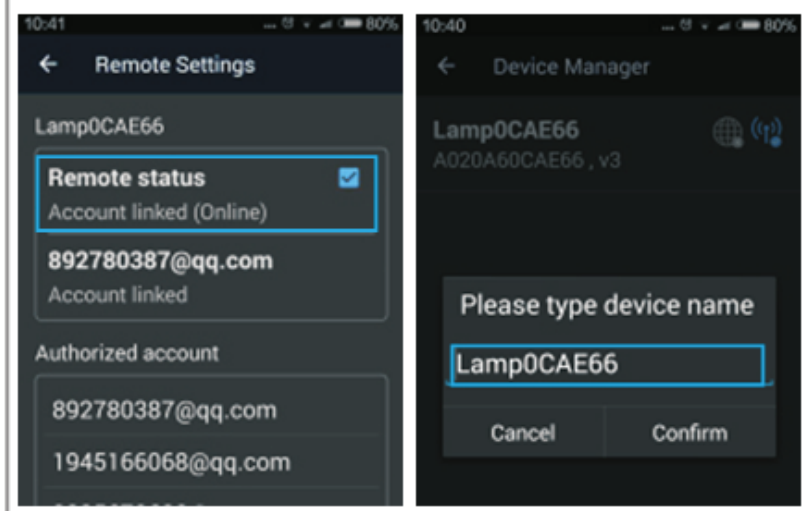 10:41 ... 80%
Remote Settings
Lamp0CAE66
Remote status
Account linked (Online)
892780387@qq.com
Account linked
Authorized account
892780387@qq.com
1945166068@qq.com
10:40 ... 80%
Device Manager
Lamp0CAE66
A020A60CAE66 , v3
Please type device name
Lamp0CAE66
Cancel
Confirm